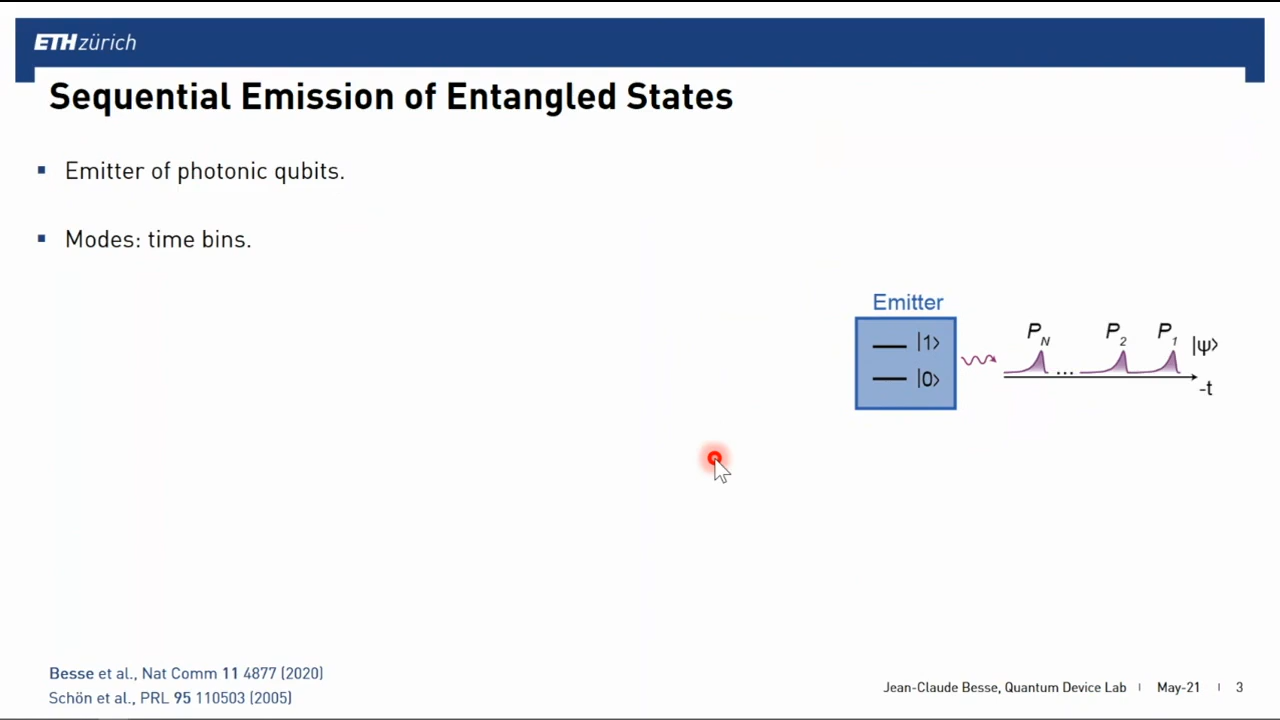 ETH zürich
Sequential Emission of Entangled States
▪ Emitter of photonic qubits.
▪ Modes: time bins.
Emitter
|1⟩
|0⟩
P_N ... P_2 P_1 |ψ⟩
-t
Besse et al., Nat Comm 11 4877 (2020)
Schön et al., PRL 95 110503 (2005)
Jean-Claude Besse, Quantum Device Lab | May-21 | 3